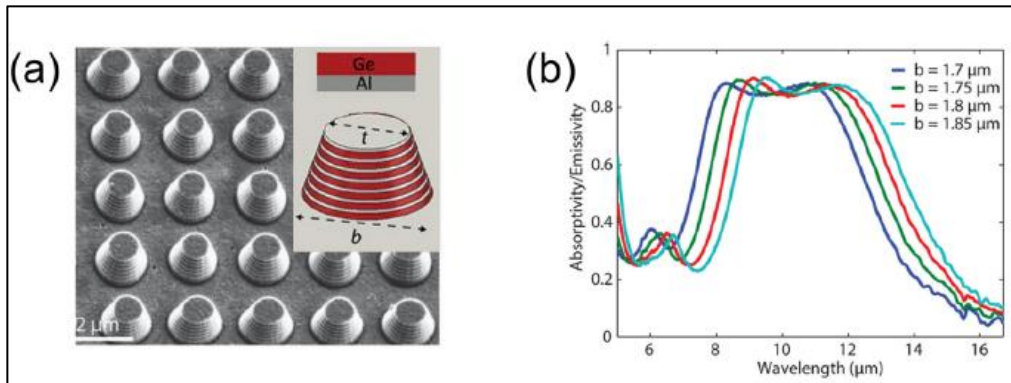 (a)
Ge
Al
t
b
2 μm
(b)
Absorptivity/Emissivity
1
0.8
0.6
0.4
0.2
0
6
8
10
12
14
16
Wavelength (μm)
b = 1.7 μm
b = 1.75 μm
b = 1.8 μm
b = 1.85 μm